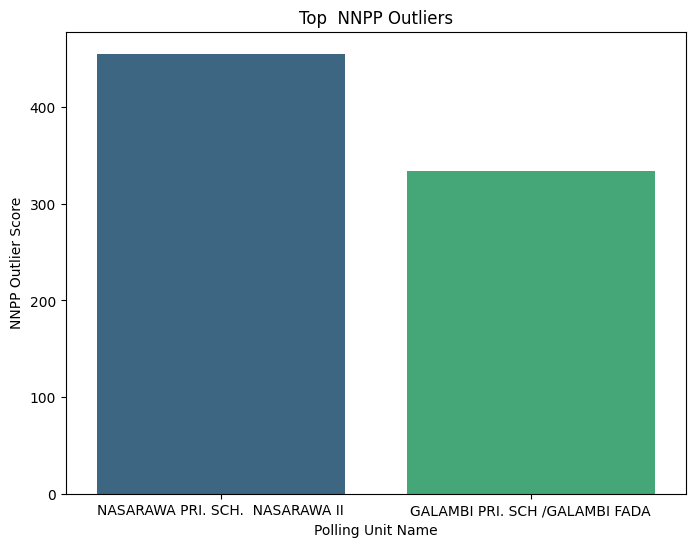 Top  NNPP Outliers
NNPP Outlier Score
400
300
200
100
0
NASARAWA PRI. SCH.  NASARAWA II
GALAMBI PRI. SCH /GALAMBI FADA
Polling Unit Name